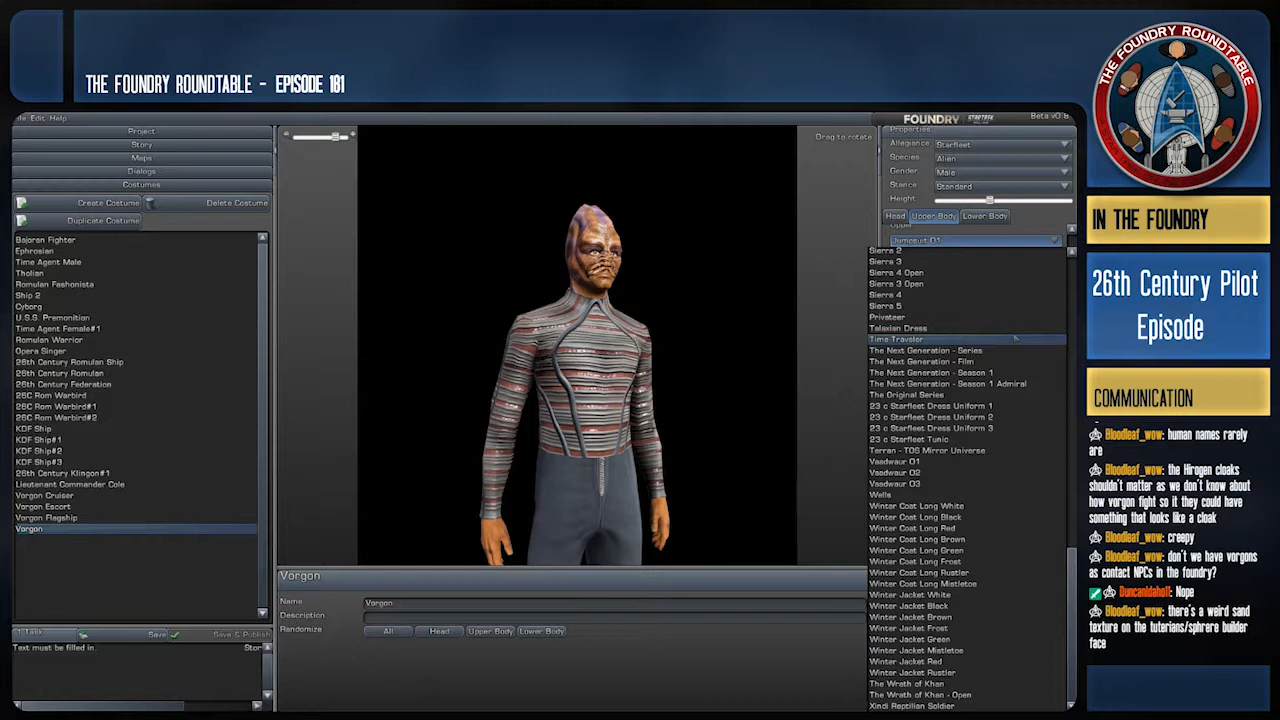 THE FOUNDRY ROUNDTABLE - EPISODE 181
THE FOUNDRY ROUNDTABLE
File Edit Help
FOUNDRY
STAR TREK
Beta v0.8
Project
Story
Maps
Dialogs
Costumes
Create Costume
Delete Costume
Duplicate Costume
Bajoran Fighter
Ephrosian
Time Agent Male
Tholian
Romulan Fashionista
Ship 2
Cyborg
U.S.S. Premonition
Time Agent Female#1
Romulan Warrior
Opera Singer
26th Century Romulan Ship
26th Century Romulan
26th Century Federation
26C Rom Warbird
26C Rom Warbird#1
26C Rom Warbird#2
KDF Ship
KDF Ship#1
KDF Ship#2
KDF Ship#3
26th Century Klingon#1
Lieutenant Commander Cole
Vorgon Cruiser
Vorgon Escort
Vorgon Flagship
Vorgon
Save
Save & Publish
Text must be filled in.
Stor
Drag to rotate
Vorgon
Name
Vorgon
Description
Randomize
All
Head
Upper Body
Lower Body
Properties
Allegiance
Starfleet
Species
Alien
Gender
Male
Stance
Standard
Height
Head
Upper Body
Lower Body
Upper
Jumpsuit 01
Sierra 2
Sierra 3
Sierra 4 Open
Sierra 3 Open
Sierra 4
Sierra 5
Privateer
Talaxian Dress
Time Traveler
The Next Generation - Series
The Next Generation - Film
The Next Generation - Season 1
The Next Generation - Season 1 Admiral
The Original Series
23 c Starfleet Dress Uniform 1
23 c Starfleet Dress Uniform 2
23 c Starfleet Dress Uniform 3
23 c Starfleet Tunic
Terran - TOS Mirror Universe
Vaadwaur 01
Vaadwaur 02
Vaadwaur 03
Wells
Winter Coat Long White
Winter Coat Long Black
Winter Coat Long Red
Winter Coat Long Brown
Winter Coat Long Green
Winter Coat Long Frost
Winter Coat Long Rustler
Winter Coat Long Mistletoe
Winter Jacket White
Winter Jacket Black
Winter Jacket Brown
Winter Jacket Frost
Winter Jacket Green
Winter Jacket Mistletoe
Winter Jacket Red
Winter Jacket Rustler
The Wrath of Khan
The Wrath of Khan - Open
Xindi Reptilian Soldier
IN THE FOUNDRY
26th Century Pilot
Episode
COMMUNICATION
Bloodleaf_wow: human names rarely
are
Bloodleaf_wow: the Hirogen cloaks
shouldn't matter as we don't know about
how vorgon fight so it they could have
something that looks like a cloak
Bloodleaf_wow: creepy
Bloodleaf_wow: don't we have vorgons
as contact NPCs in the foundry?
DuncanIdaho11: Nope
Bloodleaf_wow: there's a weird sand
texture on the tuterians/sphrere builder
face